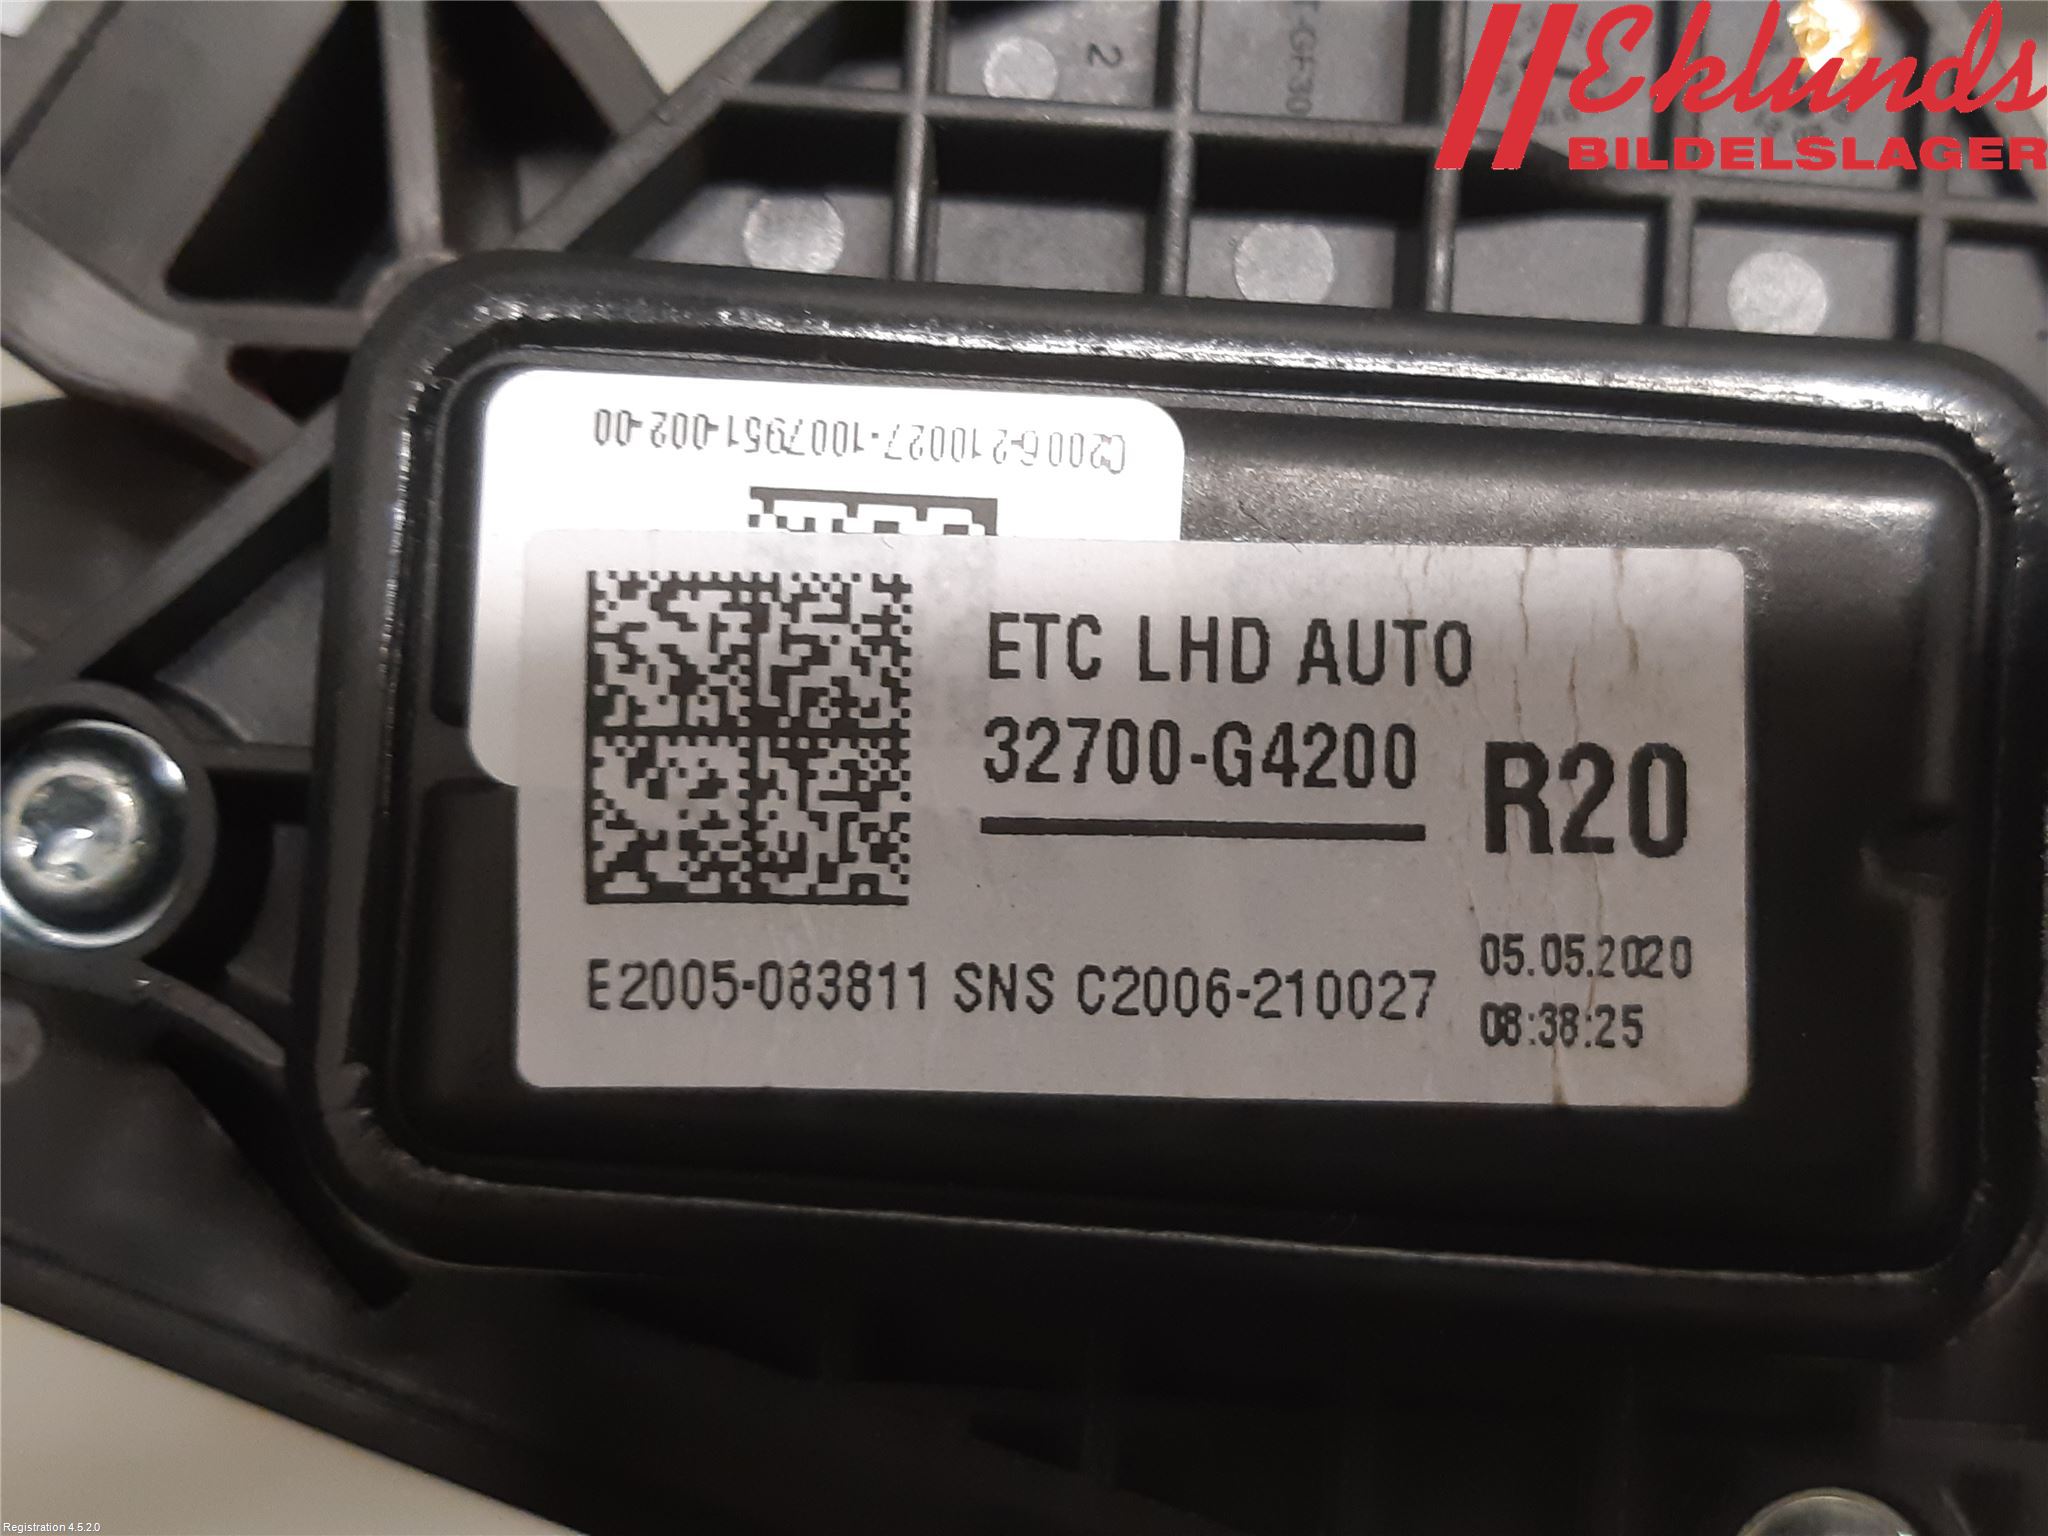 Eklunds
BILDELSLAGER
2
C2006-210027-1007951-002-00
ETC LHD AUTO
32700-G4200
R20
E2005-083811 SNS C2006-210027
05.05.2020
08:38:25
Registration 4.5.2.0